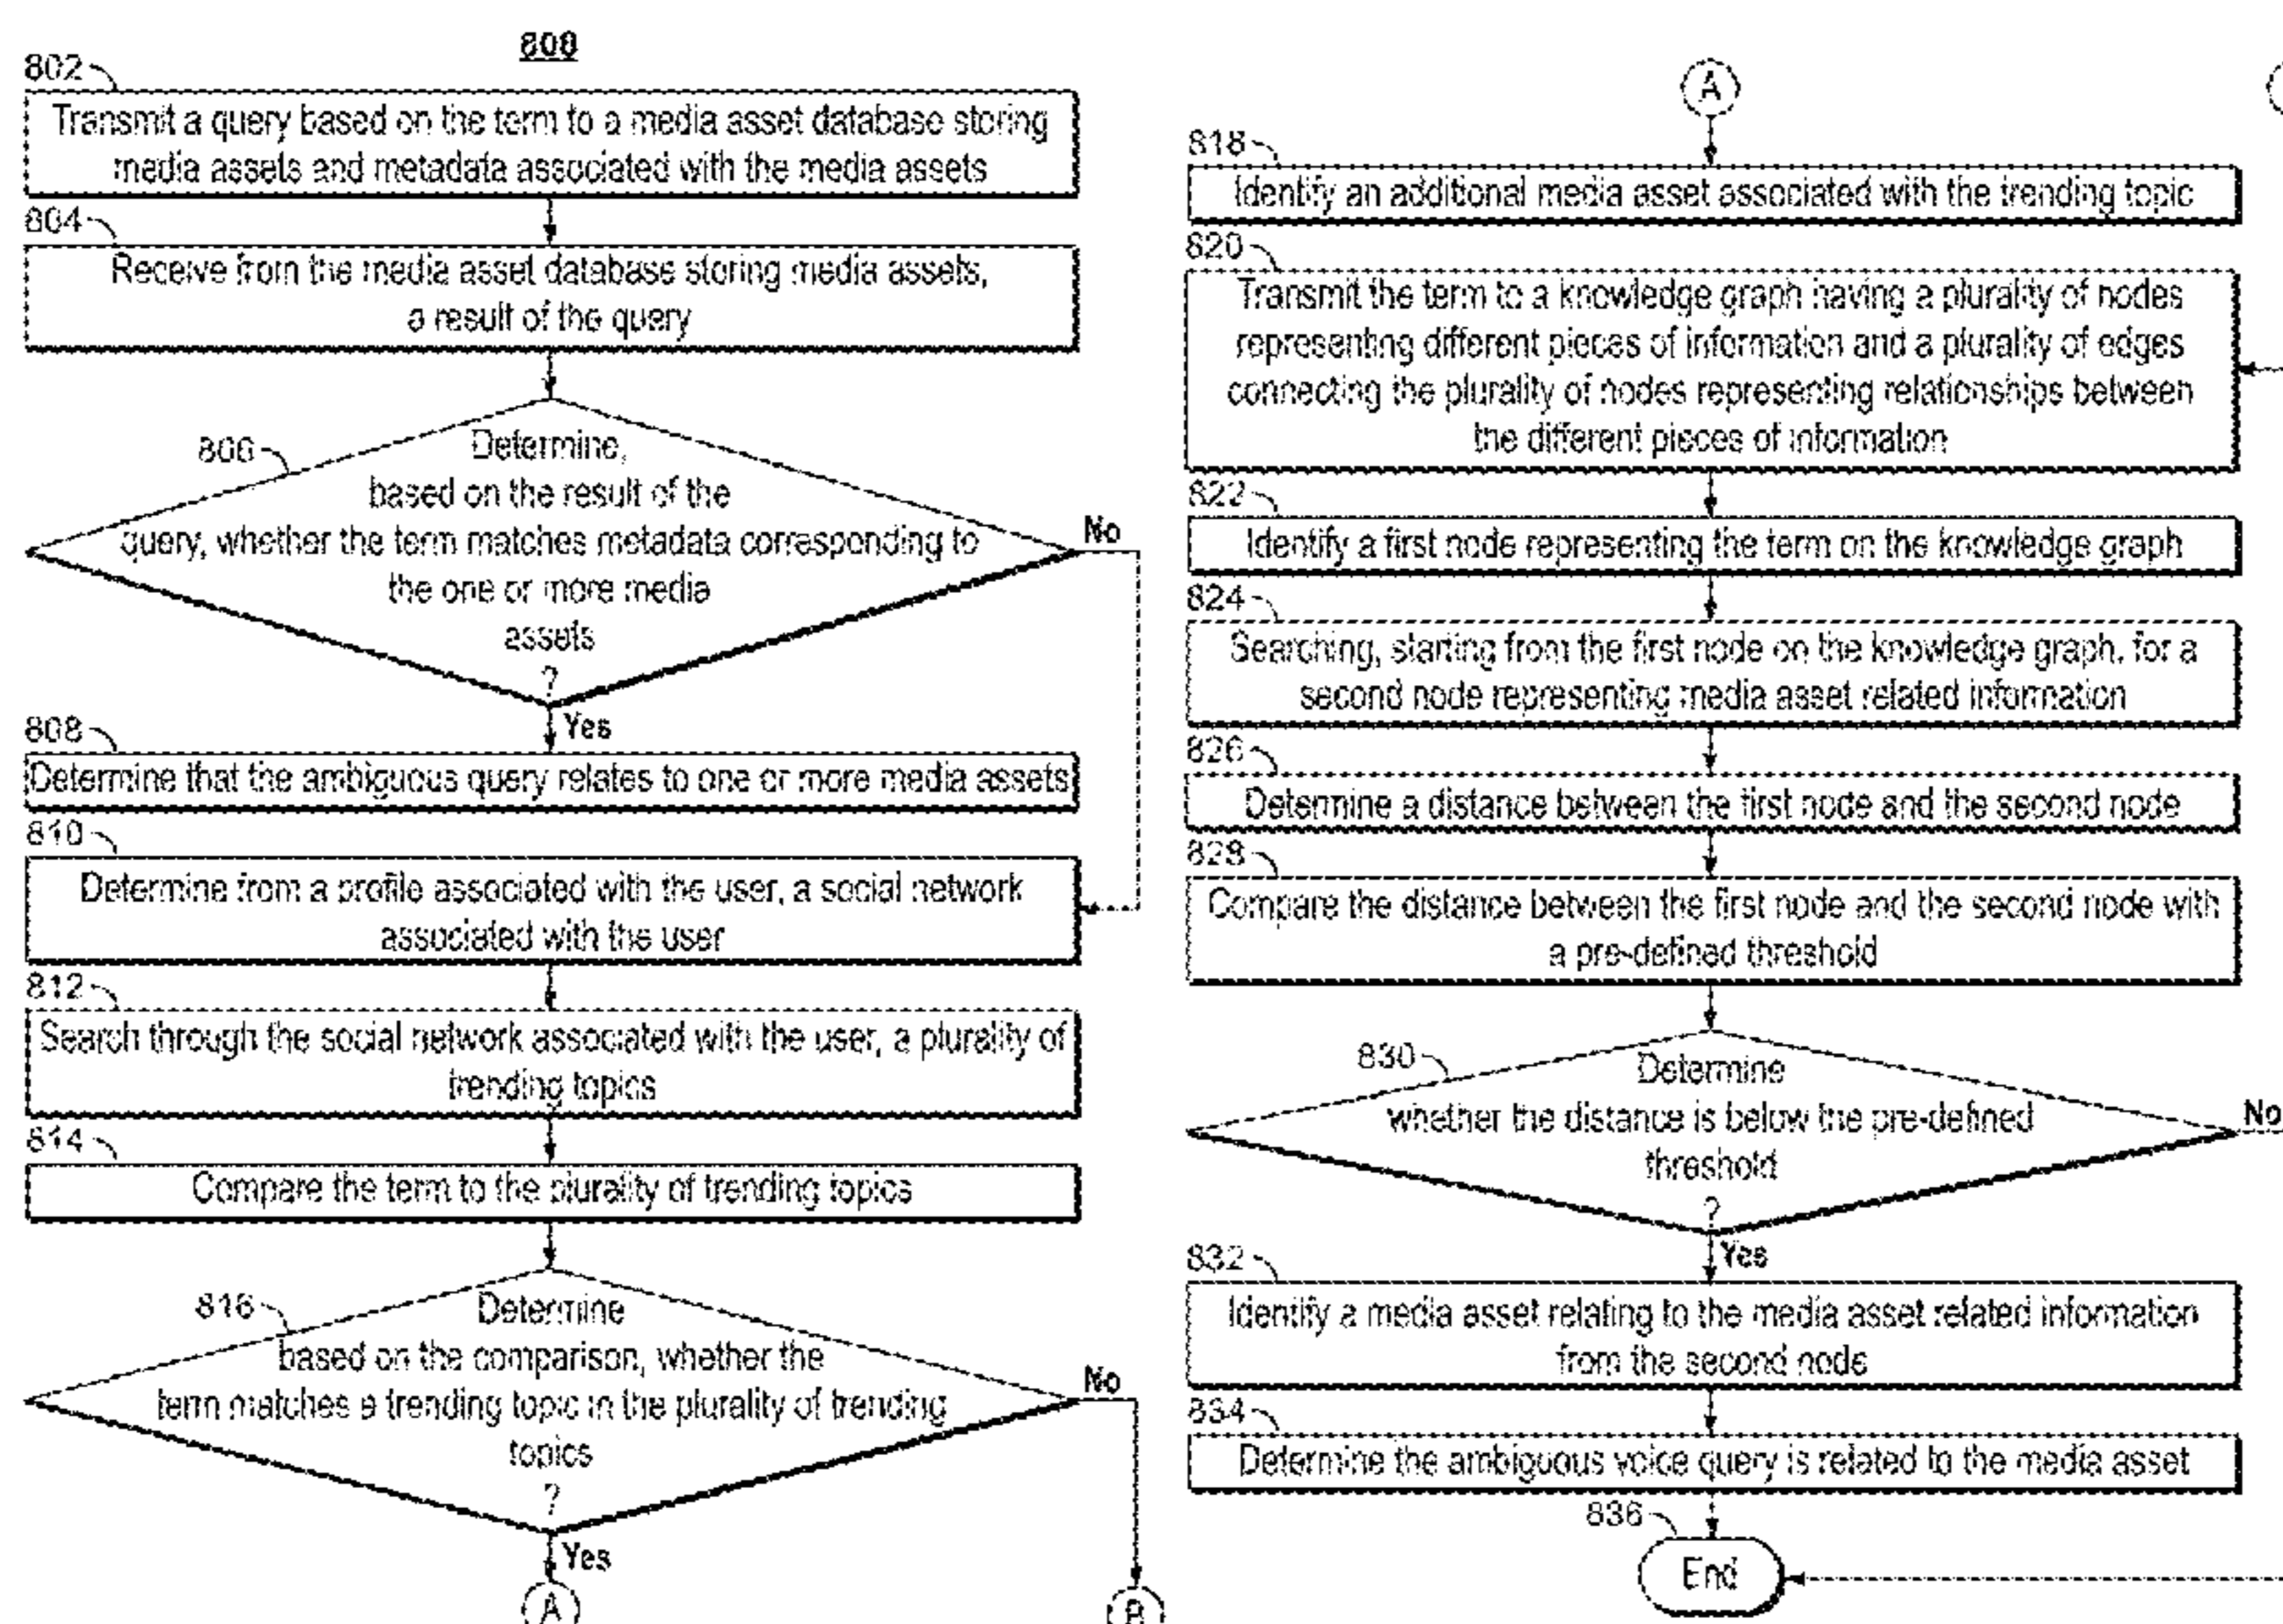 800
802
Transmit a query based on the term to a media asset database storing
media assets and metadata associated with the media assets
804
Receive from the media asset database storing media assets,
a result of the query
806
Determine,
based on the result of the
query, whether the term matches metadata corresponding to
the one or more media
assets
?
No
Yes
808
Determine that the ambiguous query relates to one or more media assets
810
Determine from a profile associated with the user, a social network
associated with the user
812
Search through the social network associated with the user, a plurality of
trending topics
814
Compare the term to the plurality of trending topics
816
Determine
based on the comparison, whether the
term matches a trending topic in the plurality of trending
topics
?
No
Yes
A
B
A
818
Identify an additional media asset associated with the trending topic
820
Transmit the term to a knowledge graph having a plurality of nodes
representing different pieces of information and a plurality of edges
connecting the plurality of nodes representing relationships between
the different pieces of information
822
Identify a first node representing the term on the knowledge graph
824
Searching, starting from the first node on the knowledge graph, for a
second node representing media asset related information
826
Determine a distance between the first node and the second node
828
Compare the distance between the first node and the second node with
a pre-defined threshold
830
Determine
whether the distance is below the pre-defined
threshold
?
No
Yes
832
Identify a media asset relating to the media asset related information
from the second node
834
Determine the ambiguous voice query is related to the media asset
836
End